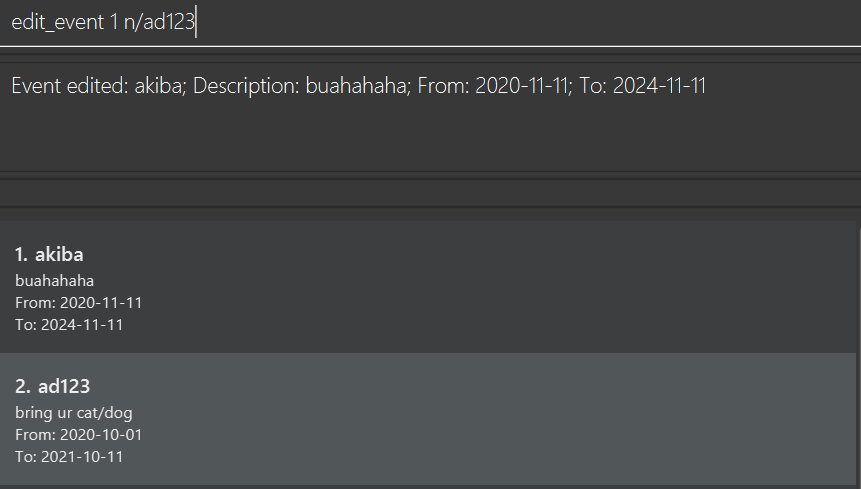 edit_event 1 n/ad123
Event edited: akiba; Description: buahahaha; From: 2020-11-11; To: 2024-11-11
1. akiba
buahahaha
From: 2020-11-11
To: 2024-11-11
2. ad123
bring ur cat/dog
From: 2020-10-01
To: 2021-10-11